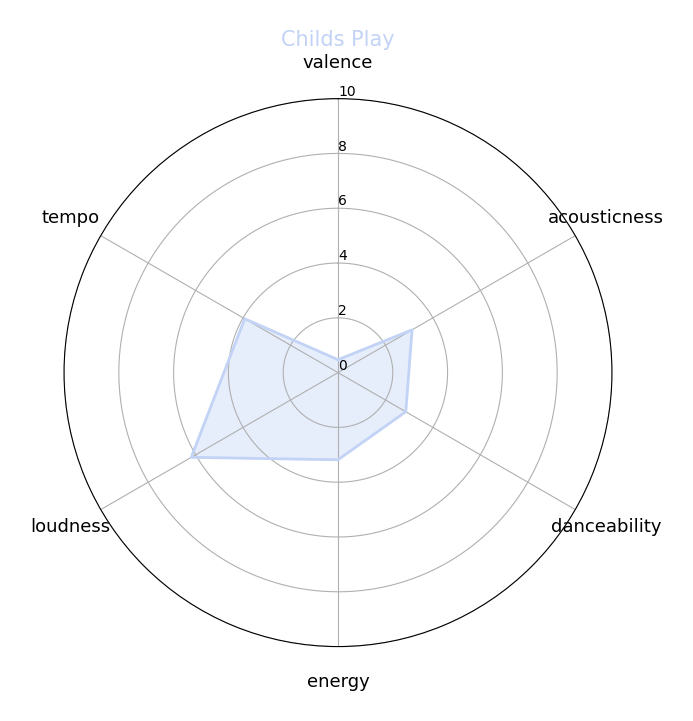 Childs Play
valence
10
8
tempo
acousticness
6
4
2
0
loudness
danceability
energy